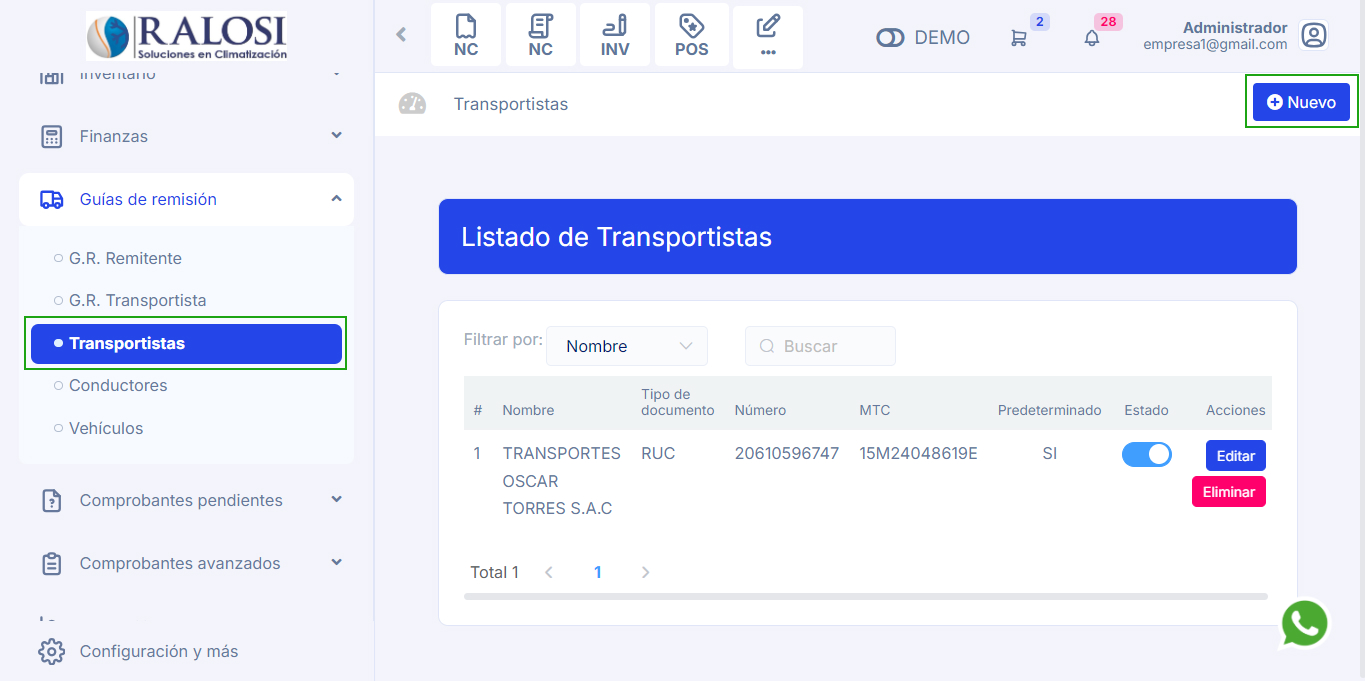 RALOSI
Soluciones en Climatización
Inventario
Finanzas
Guías de remisión
G.R. Remitente
G.R. Transportista
Transportistas
Conductores
Vehículos
Comprobantes pendientes
Comprobantes avanzados
Configuración y más
NC
NC
INV
POS
...
DEMO
2
28
Administrador
empresa1@gmail.com
Transportistas
Nuevo
Listado de Transportistas
Filtrar por:
Nombre
Buscar
# Nombre Tipo de documento Número MTC Predeterminado Estado Acciones
1 TRANSPORTES RUC 20610596747 15M24048619E SI Editar
OSCAR Eliminar
TORRES S.A.C
Total 1 1